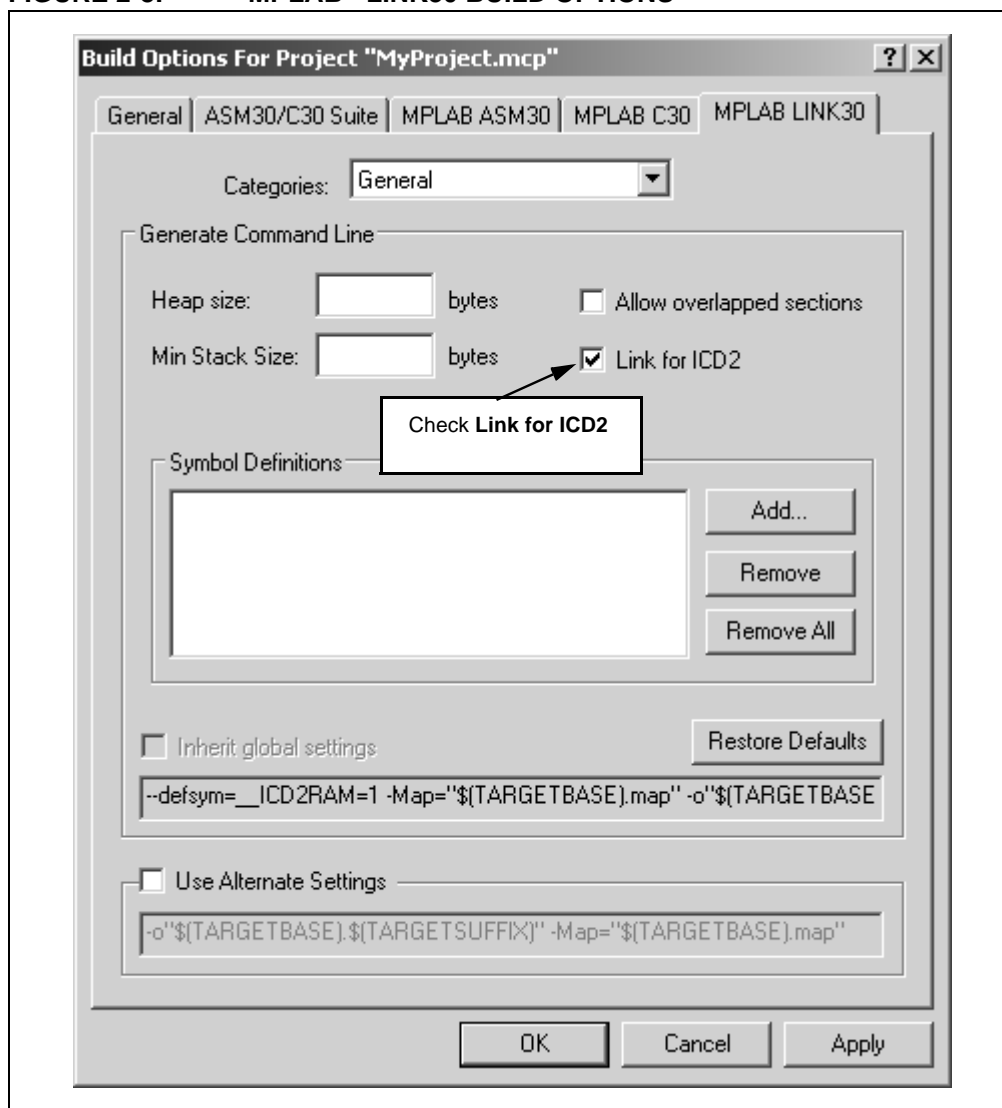 Build Options For Project "MyProject.mcp"
General ASM30/C30 Suite MPLAB ASM30 MPLAB C30 MPLAB LINK30
Categories: General
Generate Command Line
Heap size: bytes Allow overlapped sections
Min Stack Size: bytes Link for ICD2
Check Link for ICD2
Symbol Definitions
Add...
Remove
Remove All
Inherit global settings Restore Defaults
--defsym=__ICD2RAM=1 -Map="$(TARGETBASE).map" -o"$(TARGETBASE
Use Alternate Settings
-o"$(TARGETBASE).$(TARGETSUFFIX)" -Map="$(TARGETBASE).map"
OK Cancel Apply